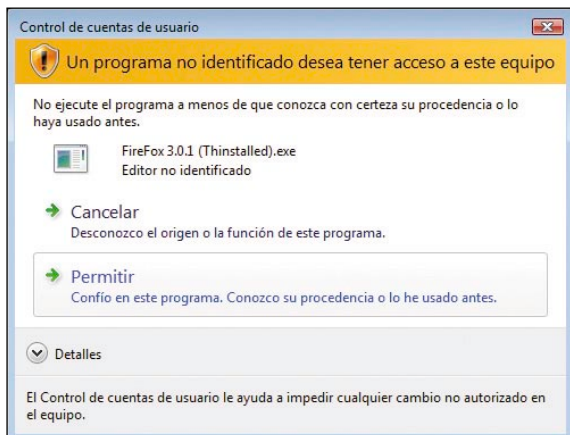 Control de cuentas de usuario
Un programa no identificado desea tener acceso a este equipo
No ejecute el programa a menos de que conozca con certeza su procedencia o lo
haya usado antes.
FireFox 3.0.1 (Thinstalled).exe
Editor no identificado
Cancelar
Desconozco el origen o la función de este programa.
Permitir
Confío en este programa. Conozco su procedencia o lo he usado antes.
Detalles
El Control de cuentas de usuario le ayuda a impedir cualquier cambio no autorizado en
el equipo.